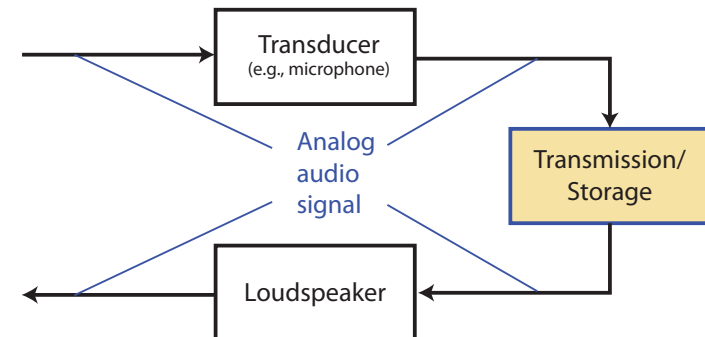 Transducer
(e.g., microphone)
Analog
audio
signal
Transmission/
Storage
Loudspeaker